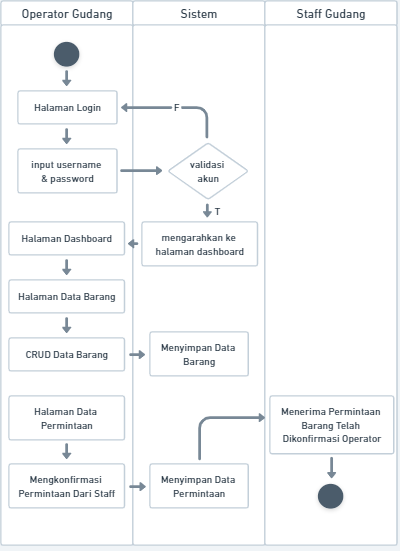 Operator Gudang
Sistem
Staff Gudang
Halaman Login
F
input username
& password
validasi
akun
T
Halaman Dashboard
mengarahkan ke
halaman dashboard
Halaman Data Barang
CRUD Data Barang
Menyimpan Data
Barang
Halaman Data
Permintaan
Menerima Permintaan
Barang Telah
Dikonfirmasi Operator
Mengkonfirmasi
Permintaan Dari Staff
Menyimpan Data
Permintaan